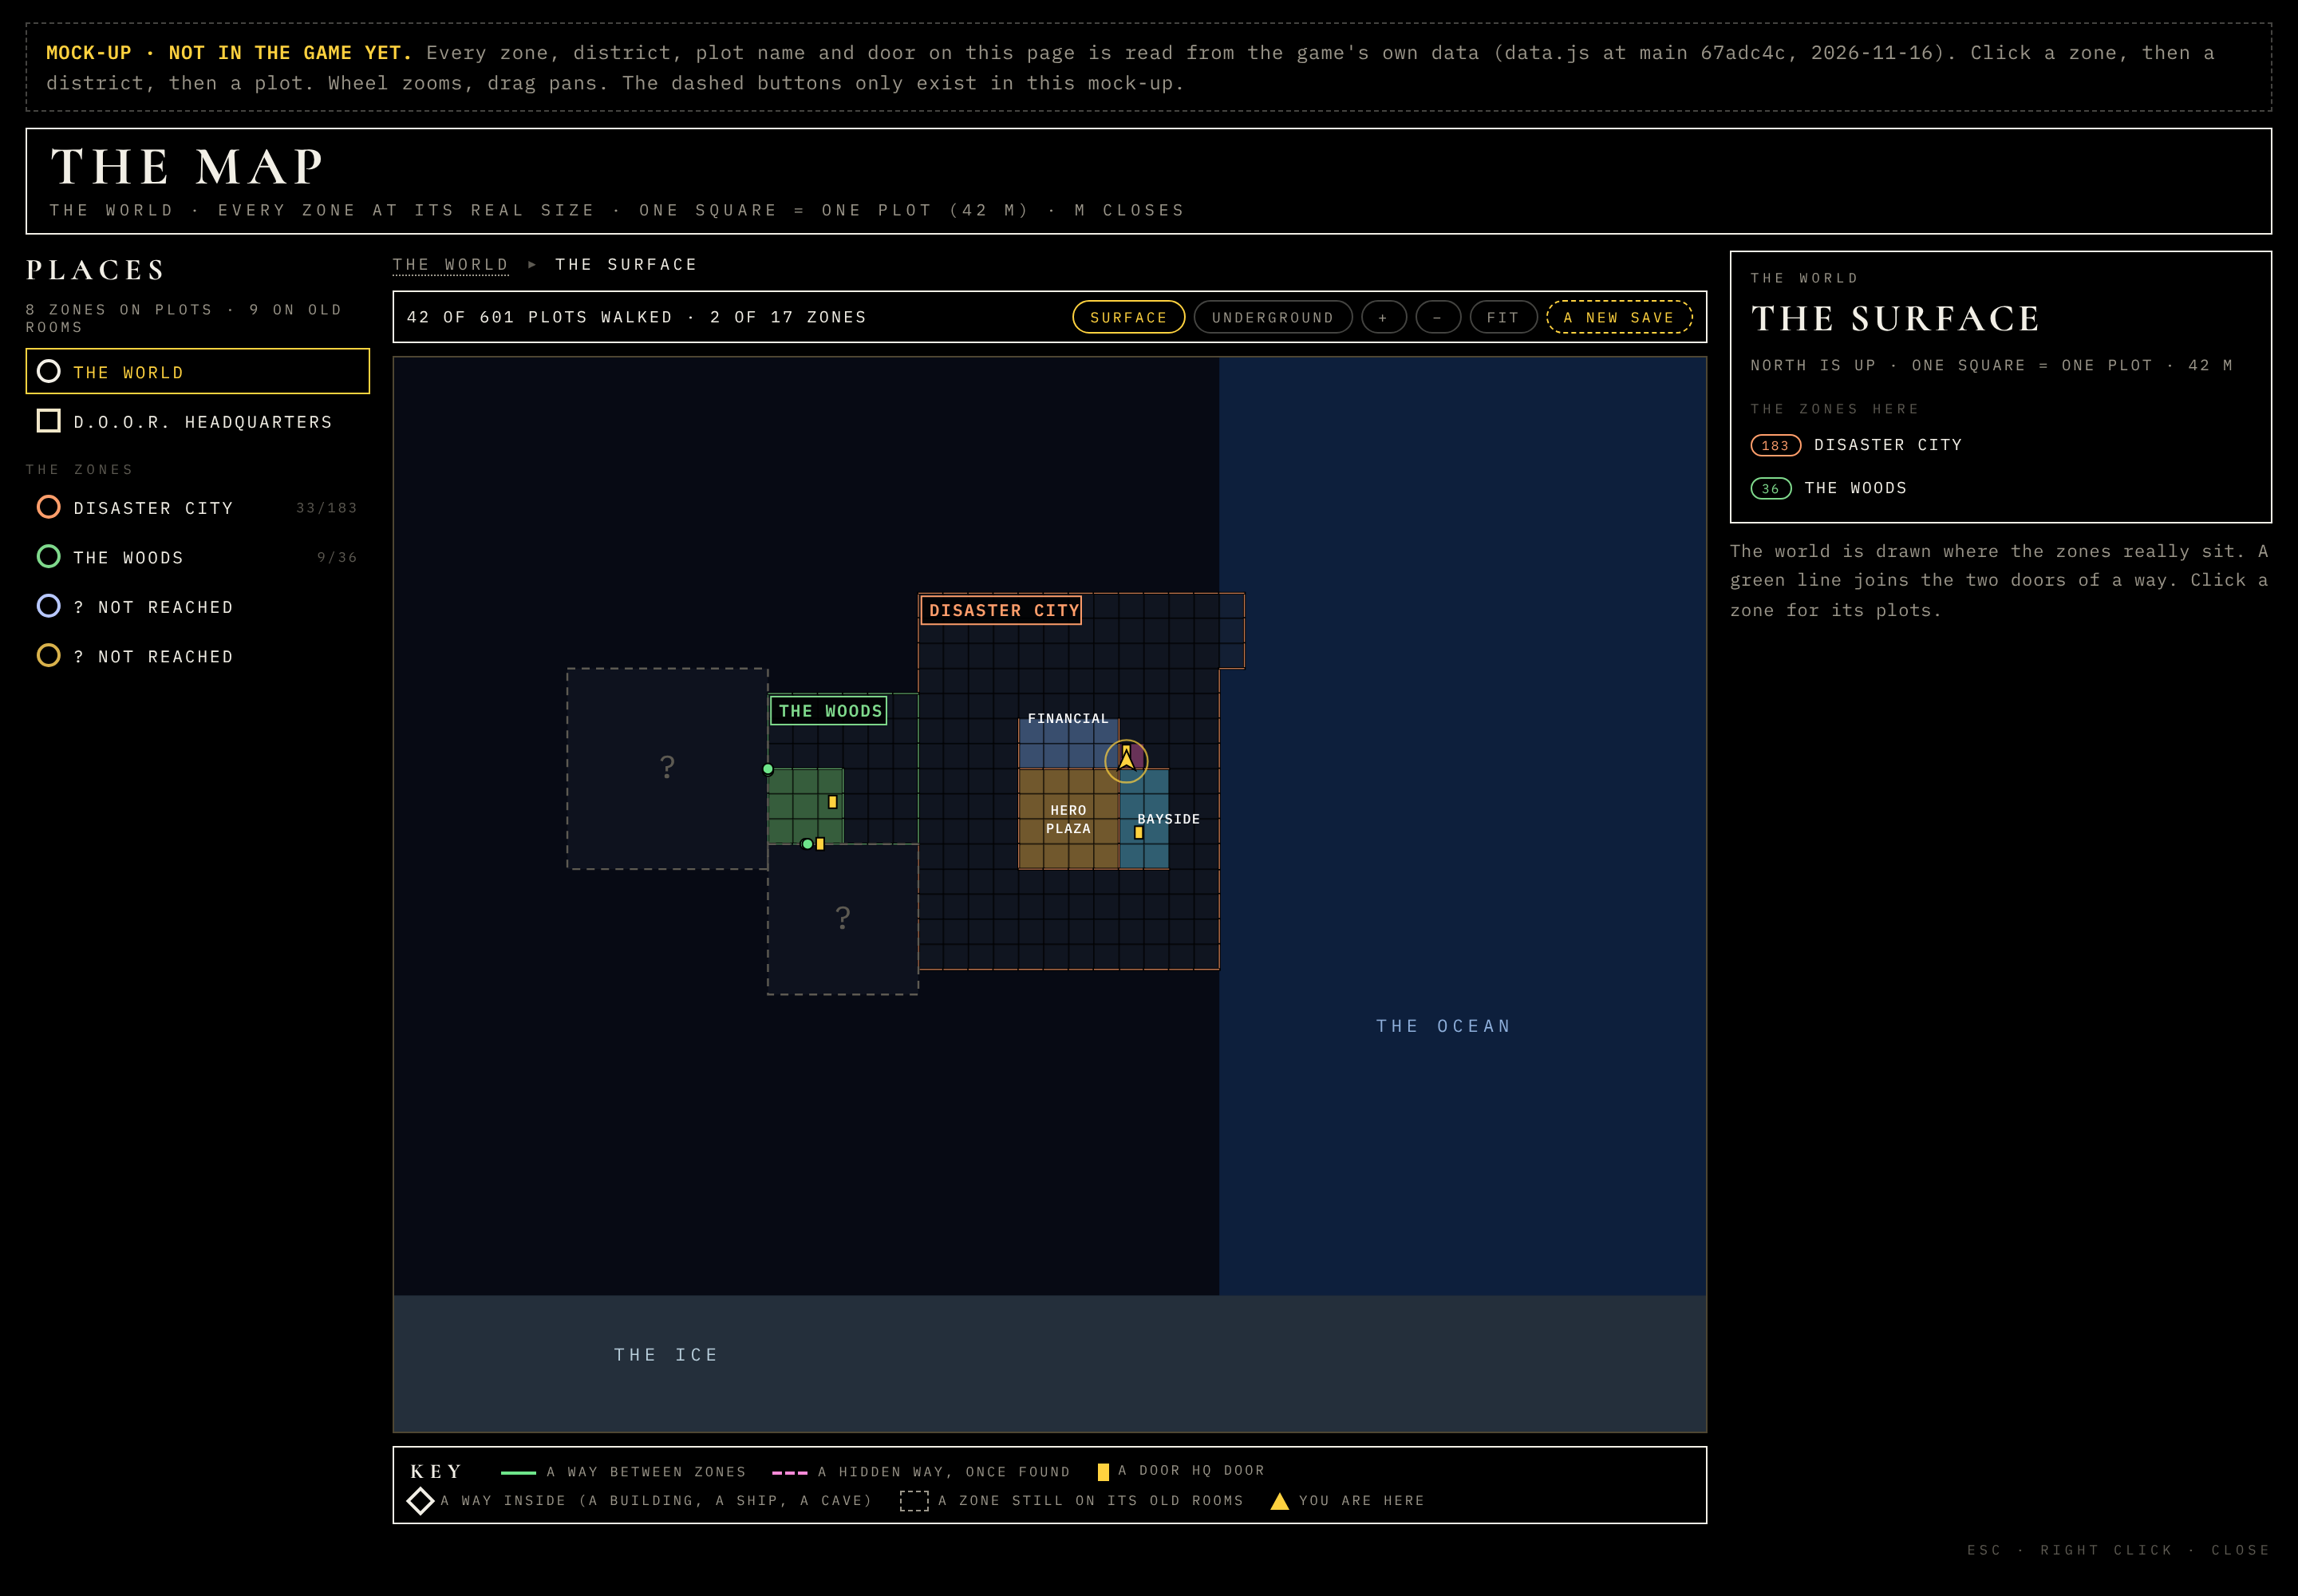 MOCK-UP · NOT IN THE GAME YET. Every zone, district, plot name and door on this page is read from the game's own data (data.js at main 67adc4c, 2026-11-16). Click a zone, then a
district, then a plot. Wheel zooms, drag pans. The dashed buttons only exist in this mock-up.
THE MAP
THE WORLD · EVERY ZONE AT ITS REAL SIZE · ONE SQUARE = ONE PLOT (42 M) · M CLOSES
PLACES
8 ZONES ON PLOTS · 9 ON OLD
ROOMS
THE WORLD
D.O.O.R. HEADQUARTERS
THE ZONES
DISASTER CITY 33/183
THE WOODS 9/36
? NOT REACHED
? NOT REACHED
THE WORLD ▸ THE SURFACE
42 OF 601 PLOTS WALKED · 2 OF 17 ZONES
SURFACE
UNDERGROUND
+
−
FIT
A NEW SAVE
DISASTER CITY
THE WOODS
FINANCIAL
?
HERO
PLAZA
BAYSIDE
?
THE OCEAN
THE ICE
KEY
A WAY BETWEEN ZONES
A HIDDEN WAY, ONCE FOUND
A DOOR HQ DOOR
A WAY INSIDE (A BUILDING, A SHIP, A CAVE)
A ZONE STILL ON ITS OLD ROOMS
YOU ARE HERE
THE WORLD
THE SURFACE
NORTH IS UP · ONE SQUARE = ONE PLOT · 42 M
THE ZONES HERE
183 DISASTER CITY
36 THE WOODS
The world is drawn where the zones really sit. A
green line joins the two doors of a way. Click a
zone for its plots.
ESC · RIGHT CLICK · CLOSE